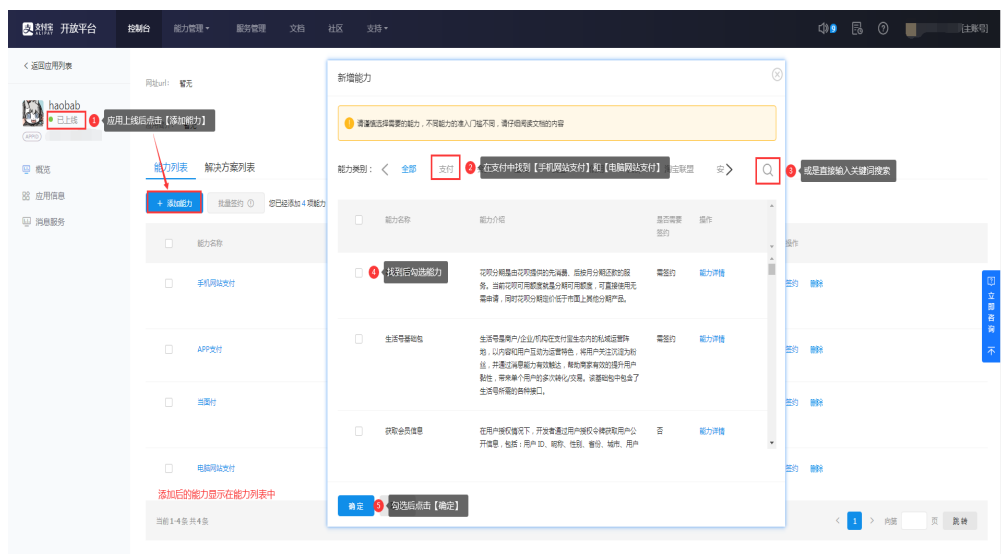 支付宝 开放平台 控制台 能力管理 服务管理 文档 社区 支持 9 [主账号]
ALIPAY
< 返回应用列表
网址url: 暂无
haobab
已上线
1 应用上线后点击【添加能力】
概览
应用信息
消息服务
能力列表 解决方案列表
+ 添加能力 批量签约 您已经添加 4 项能力
能力名称 操作
手机网站支付 签约 删除
APP支付 签约 删除
当面付 签约 删除
电脑网站支付 签约 删除
添加后的能力显示在能力列表中
当前1-4条 共4条 < 1 > 向第 页 跳转
新增能力
请谨慎选择需要的能力，不同能力的准入门槛不同，请仔细阅读文档的内容
能力类别: < 全部 支付 2 在支付中找到【手机网站支付】和【电脑网站支付】 宝联盟 安 >
3 或是直接输入关键词搜索
能力名称 能力介绍 是否需要签约 操作
4 找到后勾选能力
花呗分期是由花呗提供的先消费、后按月分期还款的服 需签约 能力详情
务。当前花呗可用额度就是分期可用额度，可直接使用无
需申请，同时花呗分期定价低于市面上其他分期产品。
生活号基础包 生活号是商户/企业/机构在支付宝生态内的私域运营阵 需签约 能力详情
地，以内容和用户互动为运营特色，将用户关注沉淀为粉
丝，并通过消息能力有效触达，帮助商家有效的提升用户
黏性，带来单个用户的多次转化/交易。该基础包中包含了
生活号所需的各种接口。
获取会员信息 在用户授权情况下，开发者通过用户授权令牌获取用户公 否 能力详情
开信息，包括：用户 ID、昵称、性别、省份、城市、用户
确定 5 勾选后点击【确定】
立即咨询